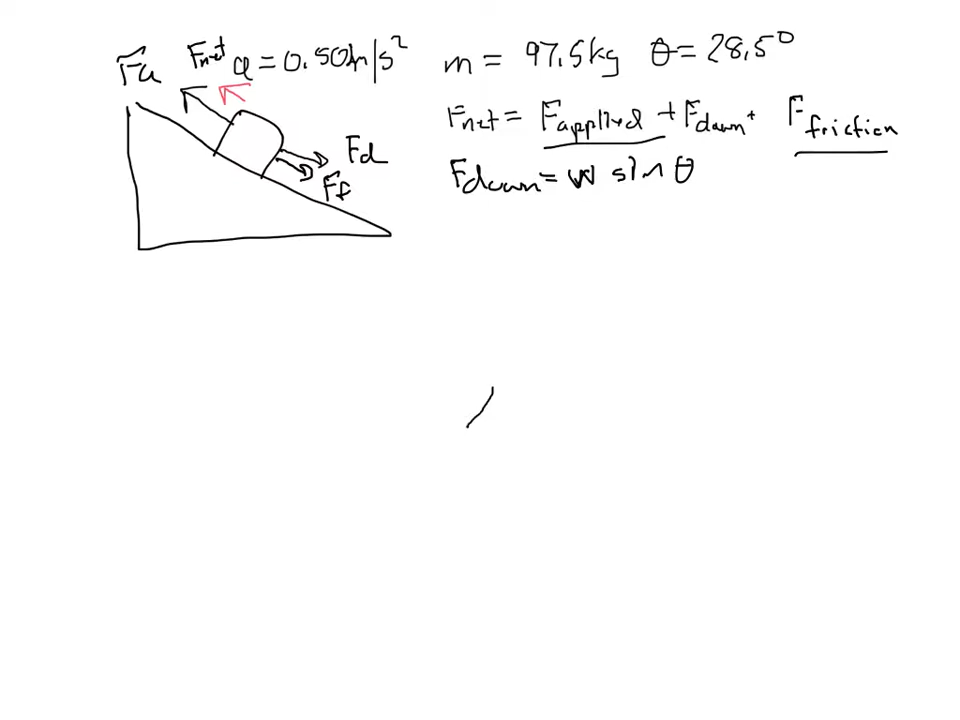 Fa Fnet a = 0.50m/s² m = 97.5kg θ = 28.5°
Fnet = Fapplied + Fdown + Ffriction
Fd
Fdown = W sin θ
Ff